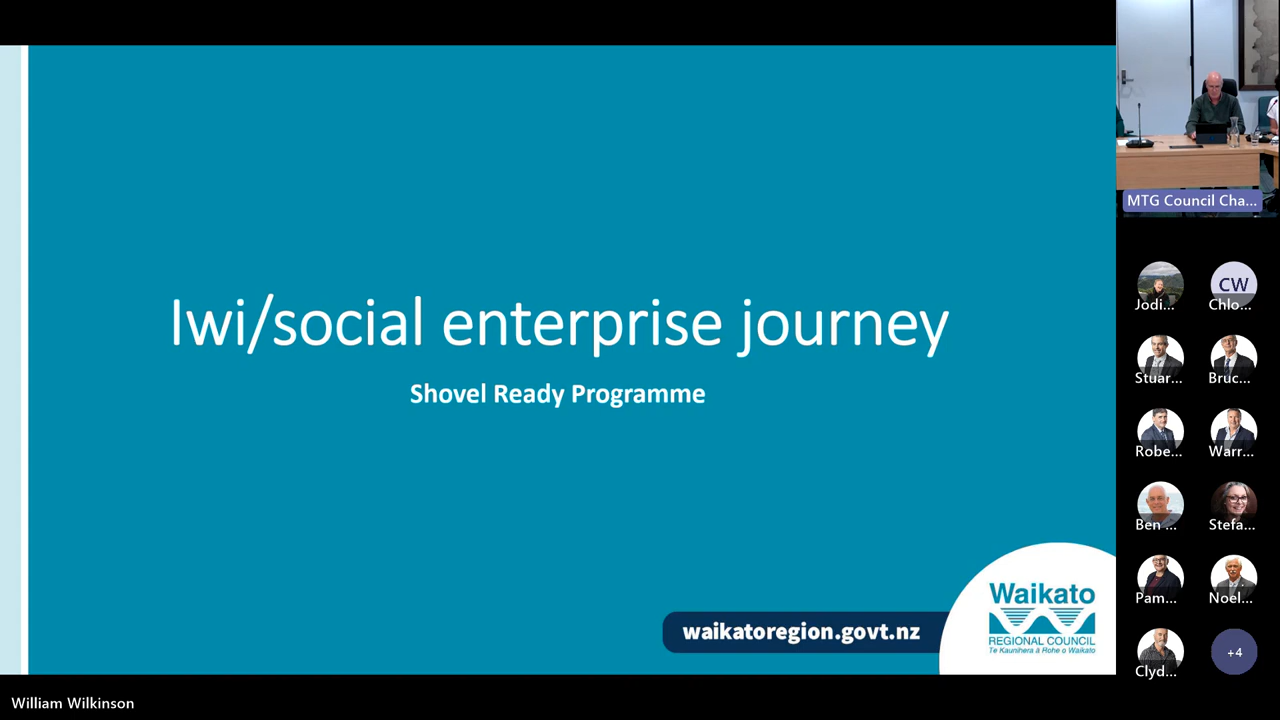 Iwi/social enterprise journey
Shovel Ready Programme
waikatoregion.govt.nz
Waikato
REGIONAL COUNCIL
Te Kaunihera ā Rohe o Waikato
MTG Council Cha...
Jodi...
CW
Chlo...
Stuar...
Bruc...
Robe...
Warr...
Ben ...
Stefa...
Pam...
Noel...
Clyd...
+4
William Wilkinson